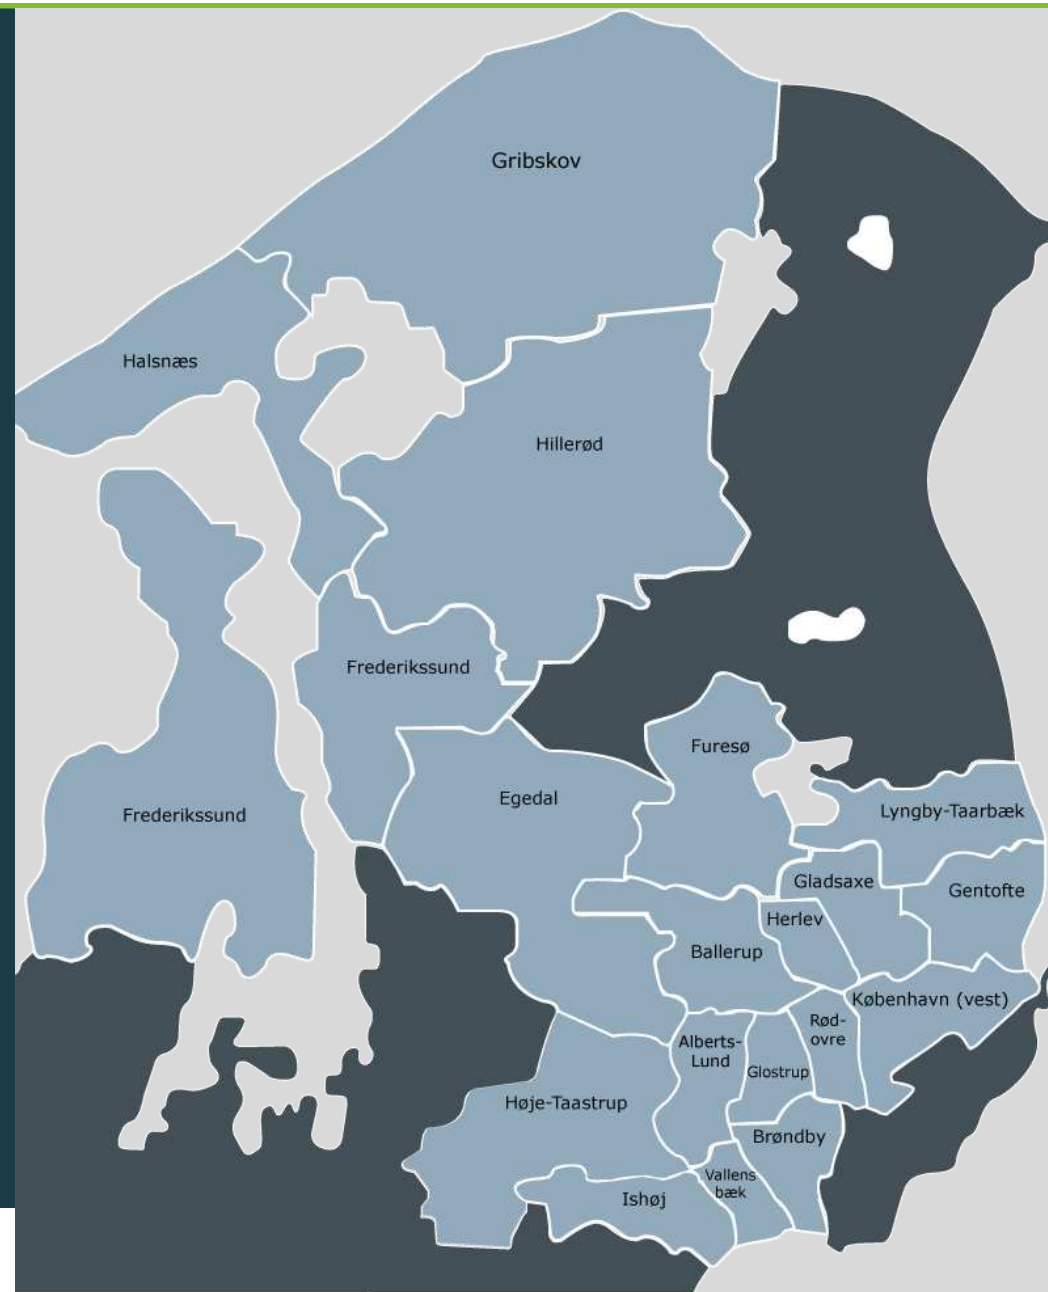 Gribskov
Halsnæs
Hillerød
Frederikssund
Furesø
Egedal
Frederikssund
Lyngby-Taarbæk
Gladsaxe
Gentofte
Herlev
Ballerup
København (vest)
Rød-
ovre
Alberts-
Lund
Glostrup
Høje-Taastrup
Brøndby
Vallens
bæk
Ishøj